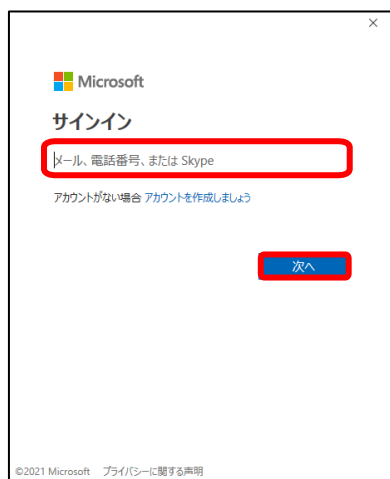 Microsoft
サインイン
メール、電話番号、または Skype
アカウントがない場合 アカウントを作成しましょう
次へ
©2021 Microsoft プライバシーに関する声明